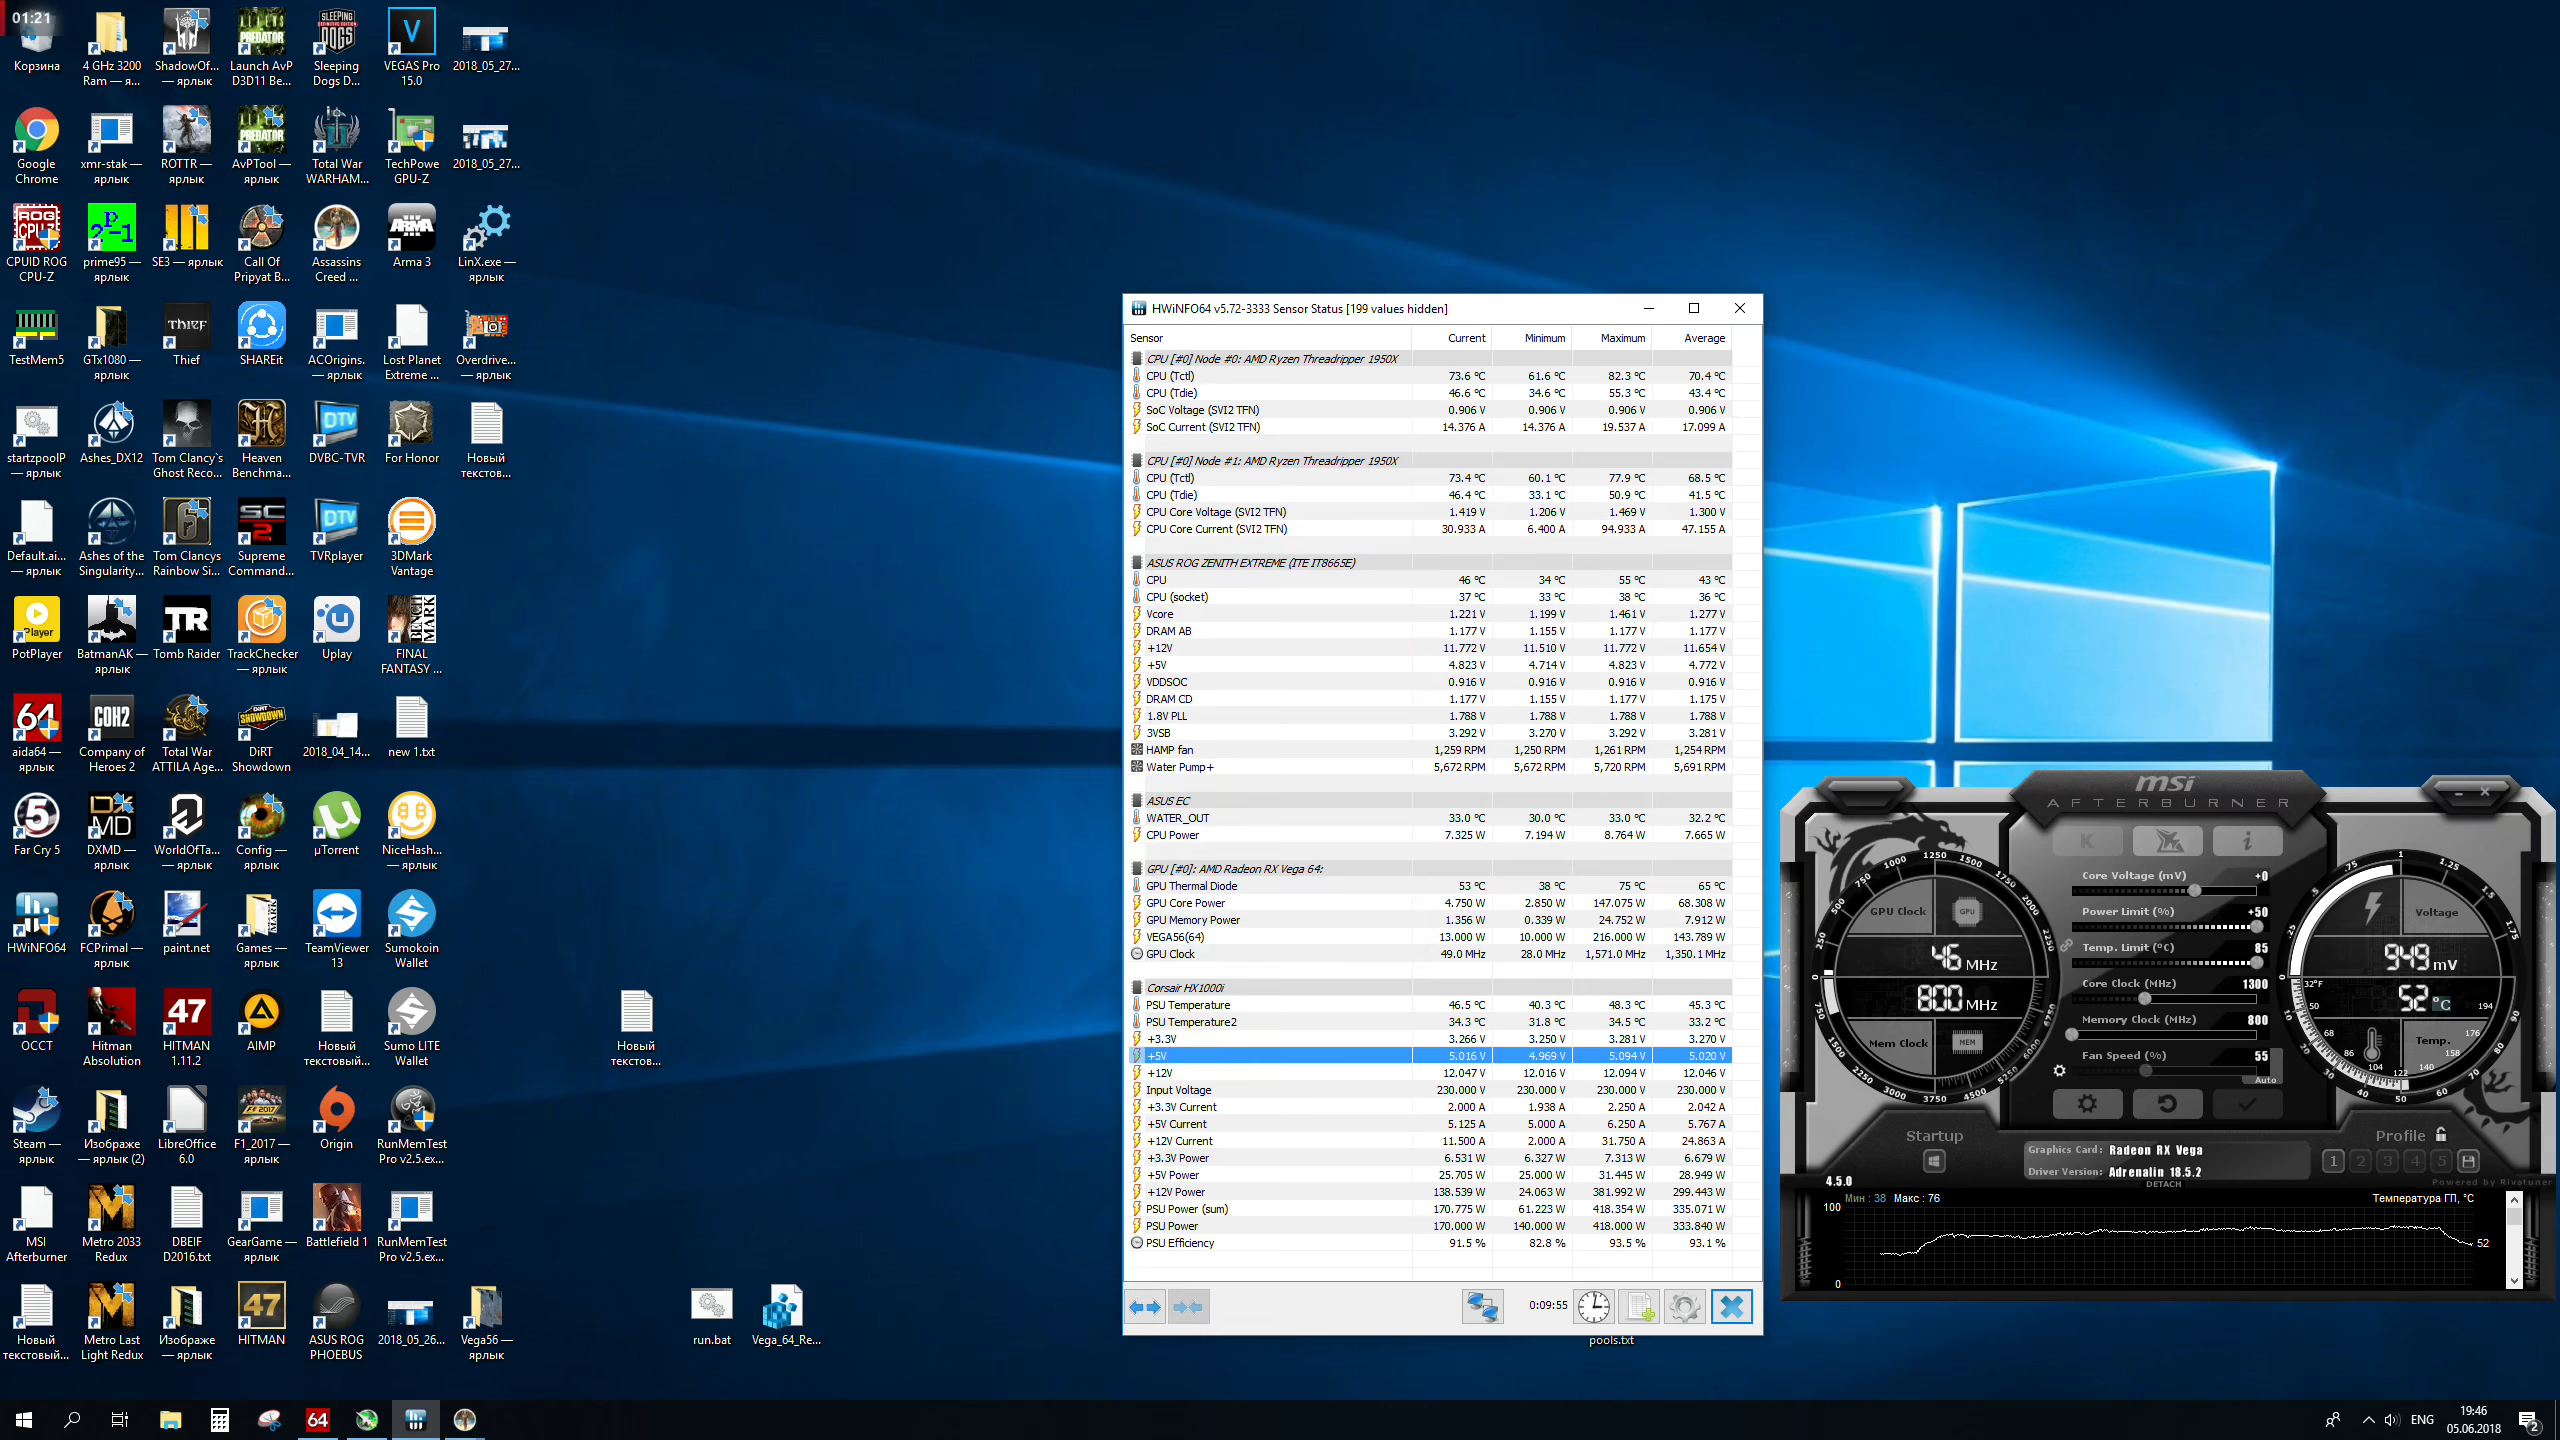 01:21
Корзина
4 GHz 3200
Ram — я...
ShadowOf...
— ярлык
Launch AvP
D3D11 Be...
Sleeping
Dogs D...
VEGAS Pro
15.0
2018_05_27...
Google
Chrome
xmr-stak —
ярлык
ROTTR —
ярлык
AvPTool —
ярлык
Total War
WARHAM...
TechPowe
GPU-Z
2018_05_27...
CPUID ROG
CPU-Z
prime95 —
ярлык
SE3 — ярлык
Call Of
Pripyat B...
Assassins
Creed ...
Arma 3
LinX.exe —
ярлык
TestMem5
GTx1080 —
ярлык
Thief
SHAREit
ACOrigins.
— ярлык
Lost Planet
Extreme ...
Overdrive...
— ярлык
startzpoolP
— ярлык
Ashes_DX12
Tom Clancy`s
Ghost Reco...
Heaven
Benchma...
DVBC-TVR
For Honor
Новый
текстов...
Default.ai...
— ярлык
Ashes of the
Singularity...
Tom Clancys
Rainbow Si...
Supreme
Command...
TVRplayer
3DMark
Vantage
PotPlayer
BatmanAK —
ярлык
Tomb Raider
TrackChecker
— ярлык
Uplay
FINAL
FANTASY ...
aida64 —
ярлык
Company of
Heroes 2
Total War
ATTILA Age...
DiRT
Showdown
2018_04_14...
new 1.txt
Far Cry 5
DXMD —
ярлык
WorldOfTa...
— ярлык
Config —
ярлык
µTorrent
NiceHash...
— ярлык
HWiNFO64
FCPrimal —
ярлык
paint.net
Games —
ярлык
TeamViewer
13
Sumokoin
Wallet
OCCT
Hitman
Absolution
HITMAN
1.11.2
AIMP
Новый
текстовый...
Sumo LITE
Wallet
Новый
текстов...
Steam —
ярлык
Изображе
— ярлык (2)
LibreOffice
6.0
F1_2017 —
ярлык
Origin
RunMemTest
Pro v2.5.ex...
MSI
Afterburner
Metro 2033
Redux
DBEIF
D2016.txt
GearGame —
ярлык
Battlefield 1
RunMemTest
Pro v2.5.ex...
Новый
текстовый...
Metro Last
Light Redux
Изображе
— ярлык
HITMAN
ASUS ROG
PHOEBUS
2018_05_26...
Vega56 —
ярлык
run.bat
Vega_64_Re...
pools.txt
HWiNFO64 v5.72-3333 Sensor Status [199 values hidden]
Sensor Current Minimum Maximum Average
CPU [#0] Node #0: AMD Ryzen Threadripper 1950X
CPU (Tctl) 73.6 °C 61.6 °C 82.3 °C 70.4 °C
CPU (Tdie) 46.6 °C 34.6 °C 55.3 °C 43.4 °C
SoC Voltage (SVI2 TFN) 0.906 V 0.906 V 0.906 V 0.906 V
SoC Current (SVI2 TFN) 14.376 A 14.376 A 19.537 A 17.099 A
CPU [#0] Node #1: AMD Ryzen Threadripper 1950X
CPU (Tctl) 73.4 °C 60.1 °C 77.9 °C 68.5 °C
CPU (Tdie) 46.4 °C 33.1 °C 50.9 °C 41.5 °C
CPU Core Voltage (SVI2 TFN) 1.419 V 1.206 V 1.469 V 1.300 V
CPU Core Current (SVI2 TFN) 30.933 A 6.400 A 94.933 A 47.155 A
ASUS ROG ZENITH EXTREME (ITE IT8665E)
CPU 46 °C 34 °C 55 °C 43 °C
CPU (socket) 37 °C 33 °C 38 °C 36 °C
Vcore 1.221 V 1.199 V 1.461 V 1.277 V
DRAM AB 1.177 V 1.155 V 1.177 V 1.177 V
+12V 11.772 V 11.510 V 11.772 V 11.654 V
+5V 4.823 V 4.714 V 4.823 V 4.772 V
VDDSOC 0.916 V 0.916 V 0.916 V 0.916 V
DRAM CD 1.177 V 1.155 V 1.177 V 1.175 V
1.8V PLL 1.788 V 1.788 V 1.788 V 1.788 V
3VSB 3.292 V 3.270 V 3.292 V 3.281 V
HAMP fan 1,259 RPM 1,250 RPM 1,261 RPM 1,254 RPM
Water Pump+ 5,672 RPM 5,672 RPM 5,720 RPM 5,691 RPM
ASUS EC
WATER_OUT 33.0 °C 30.0 °C 33.0 °C 32.2 °C
CPU Power 7.325 W 7.194 W 8.764 W 7.665 W
GPU [#0]: AMD Radeon RX Vega 64:
GPU Thermal Diode 53 °C 38 °C 75 °C 65 °C
GPU Core Power 4.750 W 2.850 W 147.075 W 68.308 W
GPU Memory Power 1.356 W 0.339 W 24.752 W 7.912 W
VEGA56(64) 13.000 W 10.000 W 216.000 W 143.789 W
GPU Clock 49.0 MHz 28.0 MHz 1,571.0 MHz 1,350.1 MHz
Corsair HX1000i
PSU Temperature 46.5 °C 40.3 °C 48.3 °C 45.3 °C
PSU Temperature2 34.3 °C 31.8 °C 34.5 °C 33.2 °C
+3.3V 3.266 V 3.250 V 3.281 V 3.270 V
+5V 5.016 V 4.969 V 5.094 V 5.020 V
+12V 12.047 V 12.016 V 12.094 V 12.046 V
Input Voltage 230.000 V 230.000 V 230.000 V 230.000 V
+3.3V Current 2.000 A 1.938 A 2.250 A 2.042 A
+5V Current 5.125 A 5.000 A 6.250 A 5.767 A
+12V Current 11.500 A 2.000 A 31.750 A 24.863 A
+3.3V Power 6.531 W 6.327 W 7.313 W 6.679 W
+5V Power 25.705 W 25.000 W 31.445 W 28.949 W
+12V Power 138.539 W 24.063 W 381.992 W 299.443 W
PSU Power (sum) 170.775 W 61.223 W 418.354 W 335.071 W
PSU Power 170.000 W 140.000 W 418.000 W 333.840 W
PSU Efficiency 91.5 % 82.8 % 93.5 % 93.1 %
0:09:55
msi
AFTERBURNER
K i
GPU Clock GPU
46 MHz
800 MHz
Mem Clock MEM
Core Voltage (mV) +0
Power Limit (%) +50
Temp. Limit (°C) 85
Core Clock (MHz) 1300
Memory Clock (MHz) 800
Fan Speed (%) 55
Auto
Voltage
949 mV
52 °C
Temp.
Startup
Profile
Graphics Card: Radeon RX Vega
Driver Version: Adrenalin 18.5.2
1 2 3 4 5
4.5.0
DETACH
Powered by Rivatuner
Мин : 38 Макс : 76
Температура ГП, °C
100
52
0
ENG
19:46
05.06.2018
2